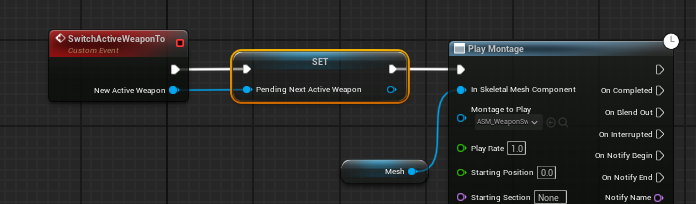 SwitchActiveWeaponTo
Custom Event
New Active Weapon
SET
Pending Next Active Weapon
Mesh
Play Montage
In Skeletal Mesh Component
On Completed
Montage to Play
ASM_WeaponSw
On Blend Out
On Interrupted
Play Rate 1.0
On Notify Begin
Starting Position 0.0
On Notify End
Starting Section None
Notify Name